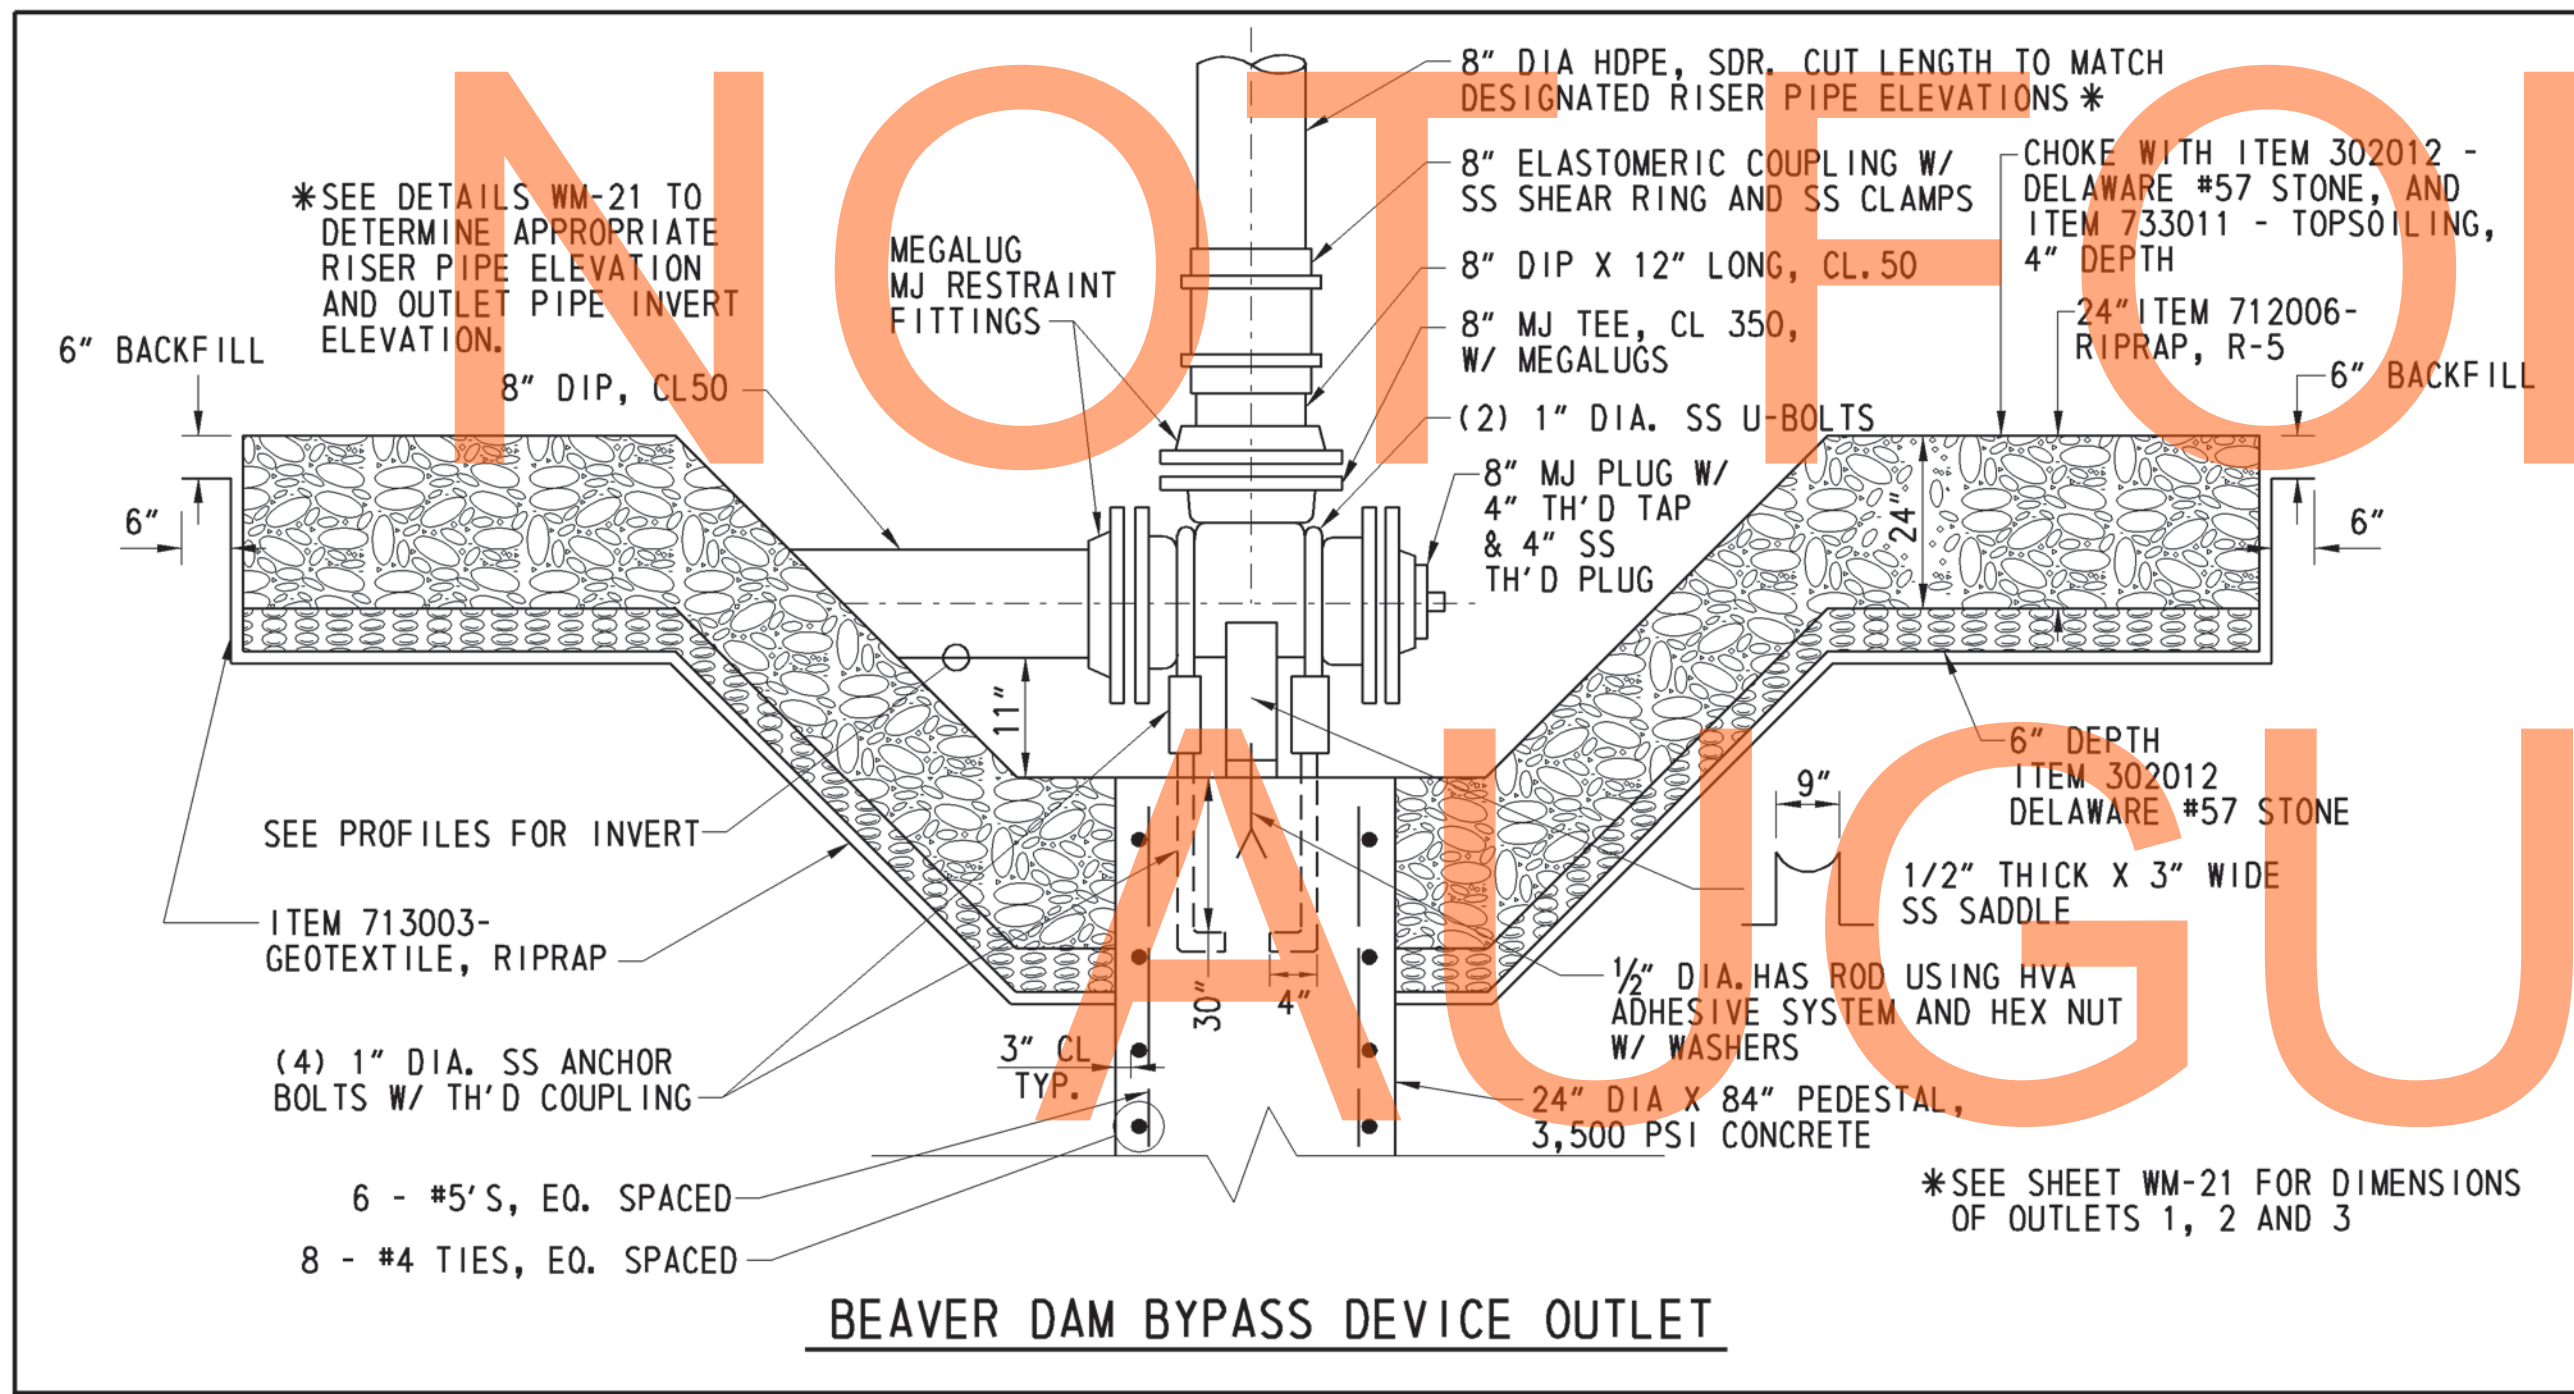 8" DIA HDPE, SDR. CUT LENGTH TO MATCH
DESIGNATED RISER PIPE ELEVATIONS *
8" ELASTOMERIC COUPLING W/
SS SHEAR RING AND SS CLAMPS
CHOKE WITH ITEM 302012 -
DELAWARE #57 STONE, AND
ITEM 733011 - TOPSOILING,
4" DEPTH
*SEE DETAILS WM-21 TO
DETERMINE APPROPRIATE
RISER PIPE ELEVATION
AND OUTLET PIPE INVERT
ELEVATION.
MEGALUG
MJ RESTRAINT
FITTINGS
8" DIP X 12" LONG, CL.50
8" MJ TEE, CL 350,
W/ MEGALUGS
24" ITEM 712006-
RIPRAP, R-5
6" BACKFILL
6" BACKFILL
8" DIP, CL50
(2) 1" DIA. SS U-BOLTS
8" MJ PLUG W/
4" TH'D TAP
& 4" SS
TH'D PLUG
24"
6"
6"
11"
6" DEPTH
ITEM 302012
DELAWARE #57 STONE
9"
SEE PROFILES FOR INVERT
1/2" THICK X 3" WIDE
SS SADDLE
ITEM 713003-
GEOTEXTILE, RIPRAP
½" DIA. HAS ROD USING HVA
ADHESIVE SYSTEM AND HEX NUT
W/ WASHERS
30"
4"
3" CL
TYP.
(4) 1" DIA. SS ANCHOR
BOLTS W/ TH'D COUPLING
24" DIA X 84" PEDESTAL,
3,500 PSI CONCRETE
6 - #5'S, EQ. SPACED
8 - #4 TIES, EQ. SPACED
*SEE SHEET WM-21 FOR DIMENSIONS
OF OUTLETS 1, 2 AND 3
BEAVER DAM BYPASS DEVICE OUTLET
NOT FO
AUGU